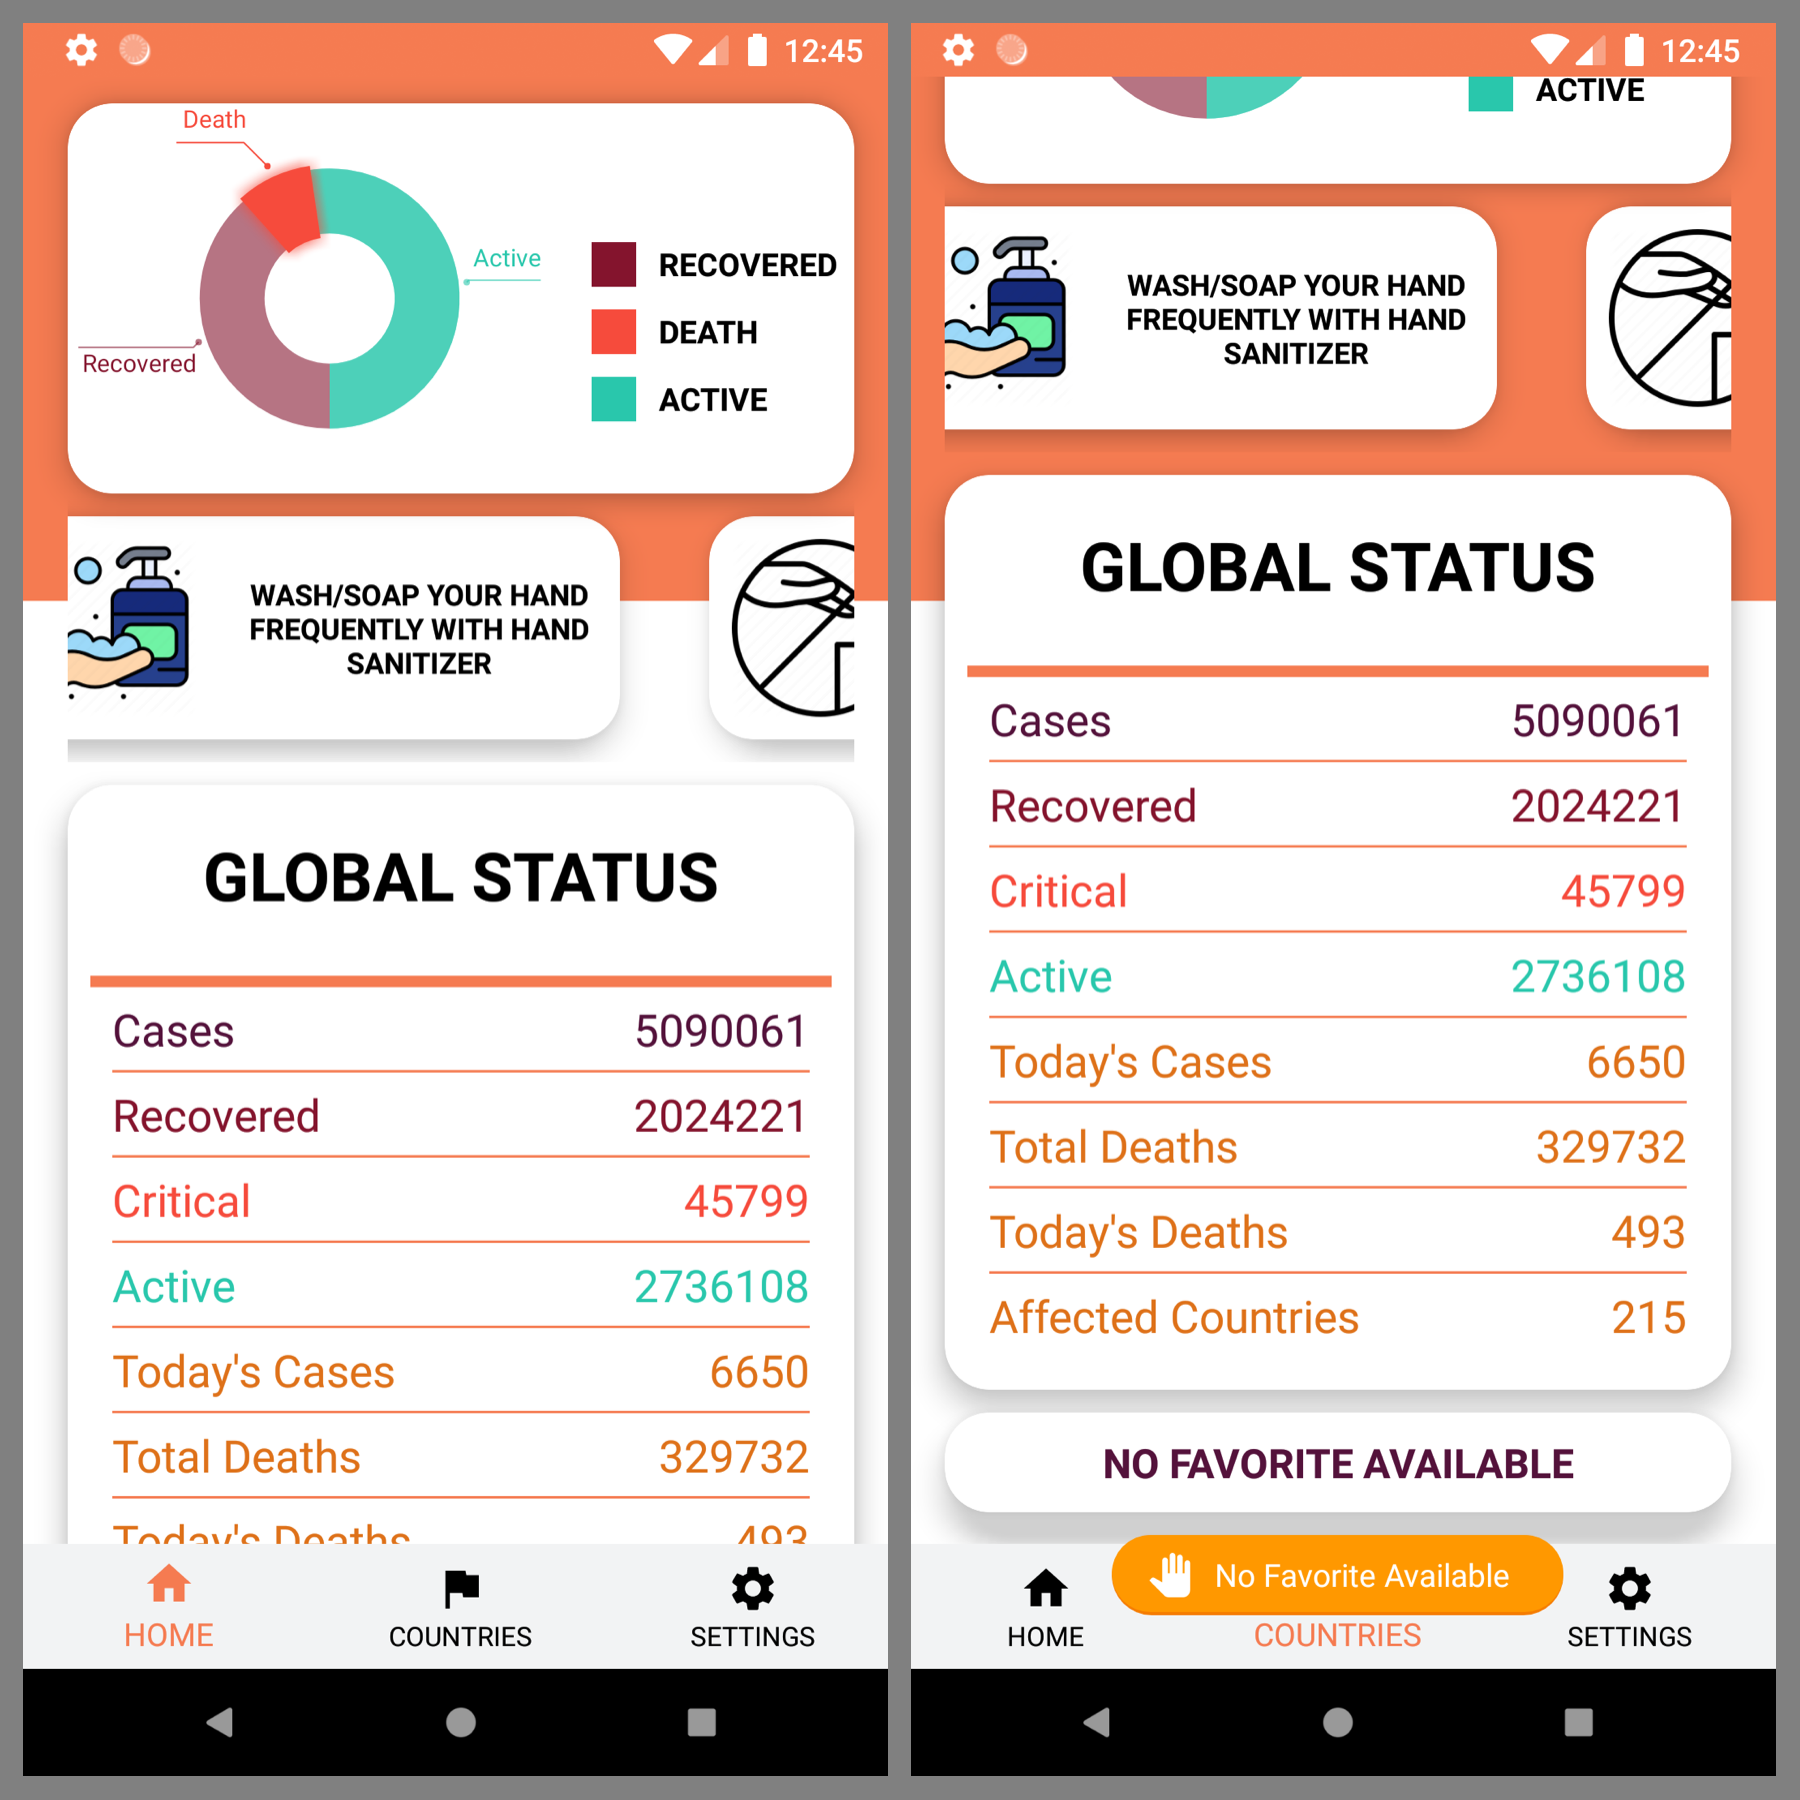 12:45
Death
Active
Recovered
RECOVERED
DEATH
ACTIVE
WASH/SOAP YOUR HAND
FREQUENTLY WITH HAND
SANITIZER
GLOBAL STATUS
Cases 5090061
Recovered 2024221
Critical 45799
Active 2736108
Today's Cases 6650
Total Deaths 329732
Today's Deaths 493
HOME COUNTRIES SETTINGS
12:45
ACTIVE
WASH/SOAP YOUR HAND
FREQUENTLY WITH HAND
SANITIZER
GLOBAL STATUS
Cases 5090061
Recovered 2024221
Critical 45799
Active 2736108
Today's Cases 6650
Total Deaths 329732
Today's Deaths 493
Affected Countries 215
NO FAVORITE AVAILABLE
No Favorite Available
HOME COUNTRIES SETTINGS